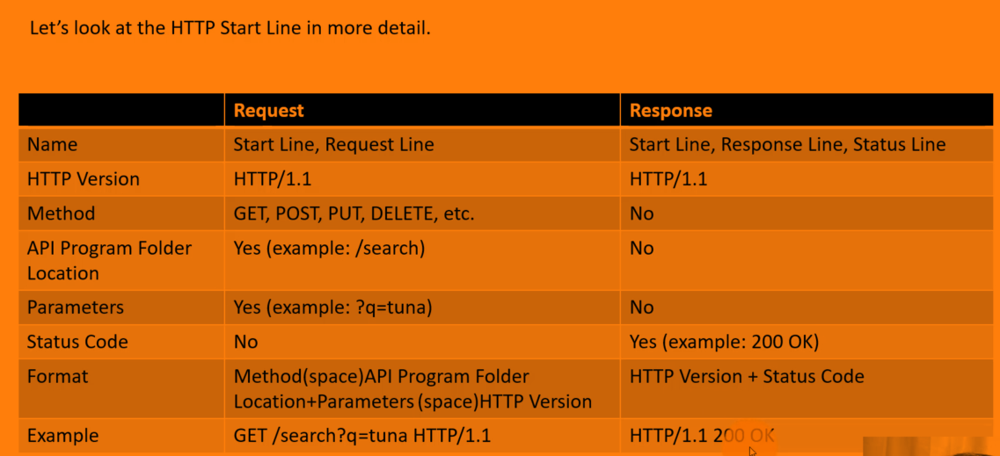 Let's look at the HTTP Start Line in more detail.
Request Response
Name Start Line, Request Line Start Line, Response Line, Status Line
HTTP Version HTTP/1.1 HTTP/1.1
Method GET, POST, PUT, DELETE, etc. No
API Program Folder Yes (example: /search) No
Location
Parameters Yes (example: ?q=tuna) No
Status Code No Yes (example: 200 OK)
Format Method(space)API Program Folder HTTP Version + Status Code
Location+Parameters (space)HTTP Version
Example GET /search?q=tuna HTTP/1.1 HTTP/1.1 200 OK